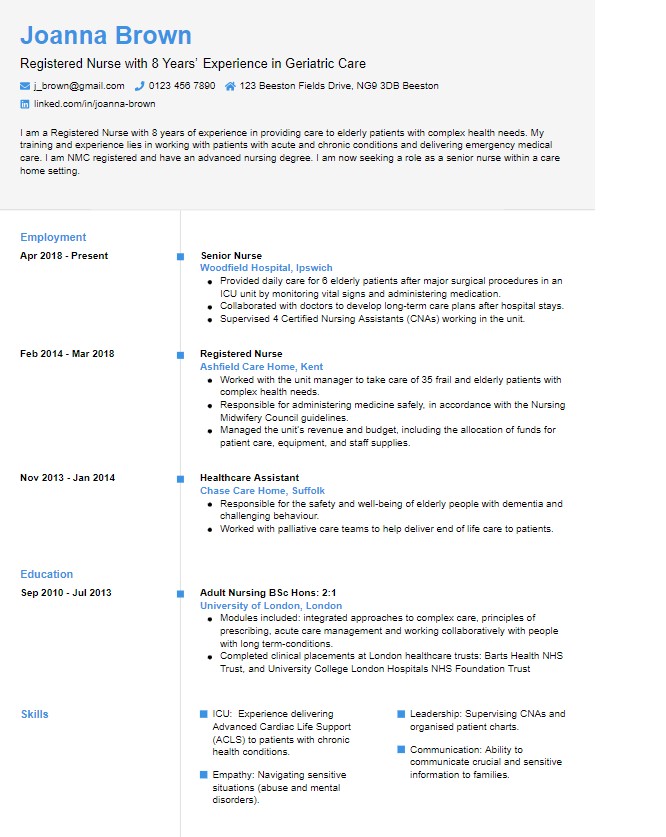 Joanna Brown
Registered Nurse with 8 Years' Experience in Geriatric Care
j_brown@gmail.com 0123 456 7890 123 Beeston Fields Drive, NG9 3DB Beeston
linkedin.com/in/joanna-brown
I am a Registered Nurse with 8 years of experience in providing care to elderly patients with complex health needs. My
training and experience lies in working with patients with acute and chronic conditions and delivering emergency medical
care. I am NMC registered and have an advanced nursing degree. I am now seeking a role as a senior nurse within a care
home setting.
Employment
Apr 2018 - Present
Senior Nurse
Woodfield Hospital, Ipswich
• Provided daily care for 6 elderly patients after major surgical procedures in an
ICU unit by monitoring vital signs and administering medication.
• Collaborated with doctors to develop long-term care plans after hospital stays.
• Supervised 4 Certified Nursing Assistants (CNAs) working in the unit.
Feb 2014 - Mar 2018
Registered Nurse
Ashfield Care Home, Kent
• Worked with the unit manager to take care of 35 frail and elderly patients with
complex health needs.
• Responsible for administering medicine safely, in accordance with the Nursing
Midwifery Council guidelines.
• Managed the unit's revenue and budget, including the allocation of funds for
patient care, equipment, and staff supplies.
Nov 2013 - Jan 2014
Healthcare Assistant
Chase Care Home, Suffolk
• Responsible for the safety and well-being of elderly people with dementia and
challenging behaviour.
• Worked with palliative care teams to help deliver end of life care to patients.
Education
Sep 2010 - Jul 2013
Adult Nursing BSc Hons: 2:1
University of London, London
• Modules included: integrated approaches to complex care, principles of
prescribing, acute care management and working collaboratively with people
with long term-conditions.
• Completed clinical placements at London healthcare trusts: Barts Health NHS
Trust, and University College London Hospitals NHS Foundation Trust
Skills
ICU: Experience delivering
Advanced Cardiac Life Support
(ACLS) to patients with chronic
health conditions.
Empathy: Navigating sensitive
situations (abuse and mental
disorders).
Leadership: Supervising CNAs and
organised patient charts.
Communication: Ability to
communicate crucial and sensitive
information to families.